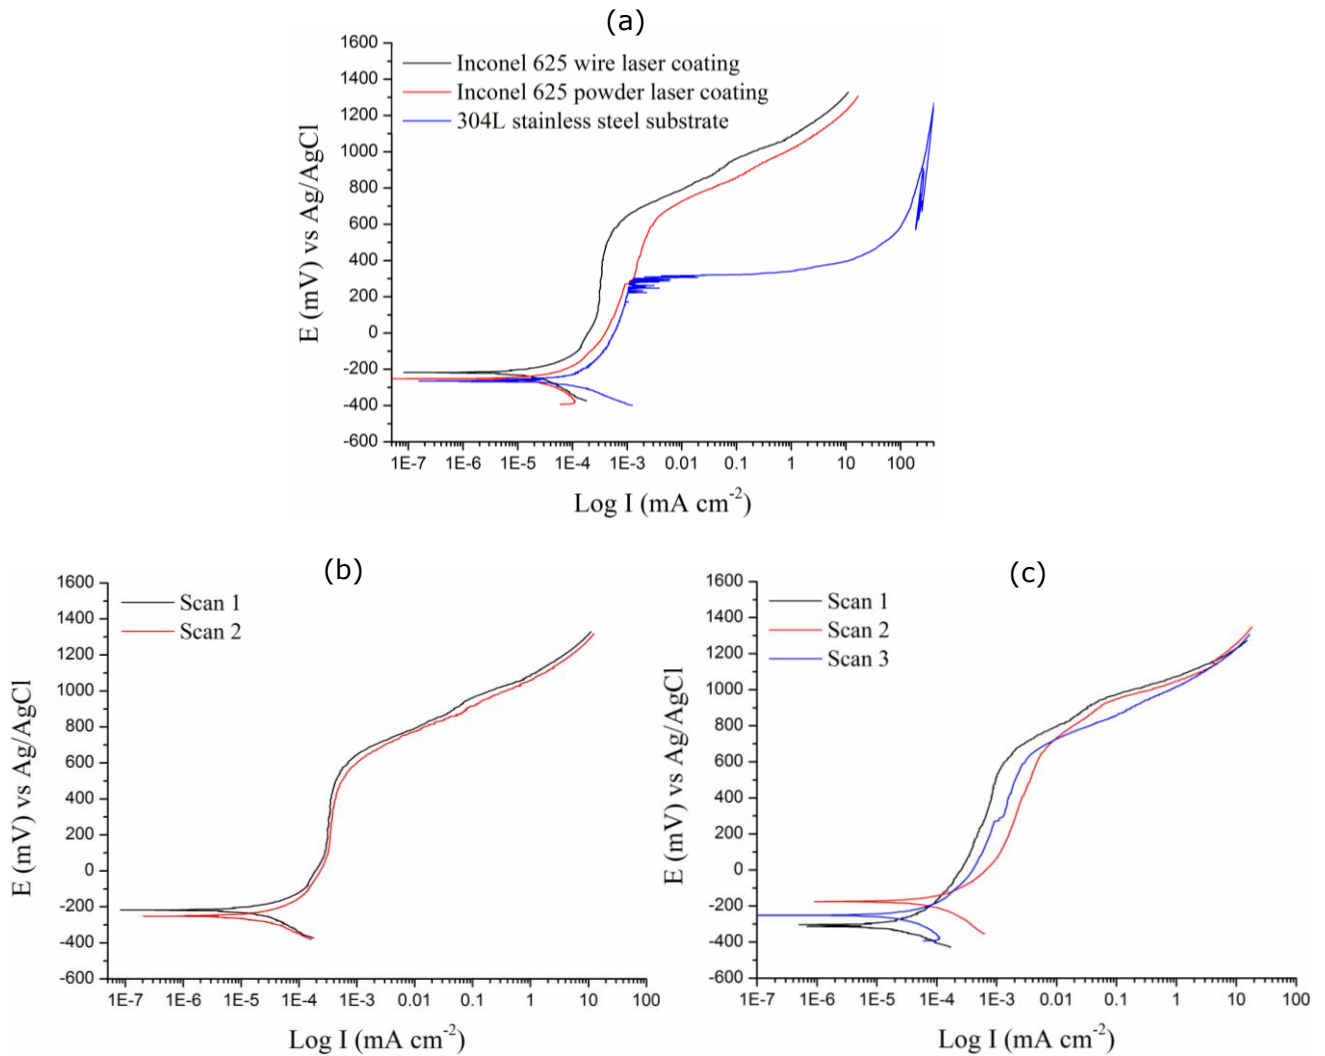 (a)
1600
1400
1200
1000
800
600
400
200
0
-200
-400
-600
E (mV) vs Ag/AgCl
Inconel 625 wire laser coating
Inconel 625 powder laser coating
304L stainless steel substrate
1E-7 1E-6 1E-5 1E-4 1E-3 0.01 0.1 1 10 100
Log I (mA cm⁻²)
(b)
1600
1400
1200
1000
800
600
400
200
0
-200
-400
-600
E (mV) vs Ag/AgCl
Scan 1
Scan 2
1E-7 1E-6 1E-5 1E-4 1E-3 0.01 0.1 1 10 100
Log I (mA cm⁻²)
(c)
1600
1400
1200
1000
800
600
400
200
0
-200
-400
-600
E (mV) vs Ag/AgCl
Scan 1
Scan 2
Scan 3
1E-7 1E-6 1E-5 1E-4 1E-3 0.01 0.1 1 10 100
Log I (mA cm⁻²)